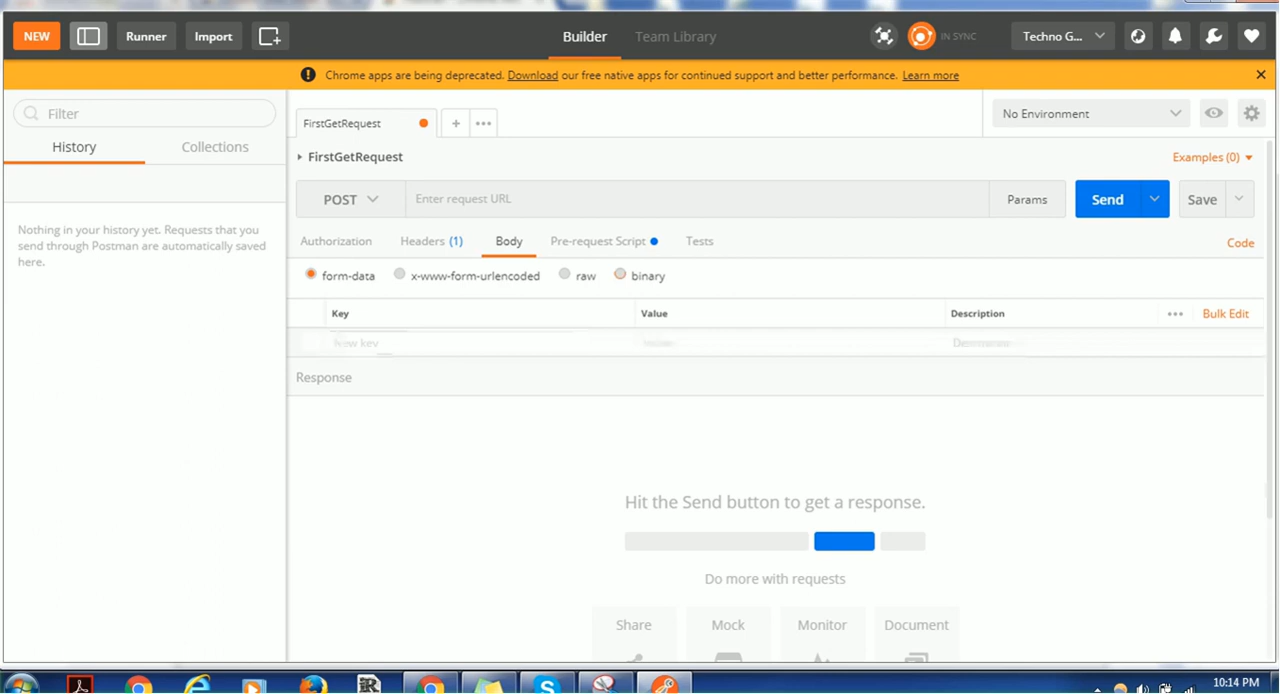 NEW Runner Import Builder Team Library IN SYNC Techno G...
Chrome apps are being deprecated. Download our free native apps for continued support and better performance. Learn more
Filter
History Collections
Nothing in your history yet. Requests that you
send through Postman are automatically saved
here.
FirstGetRequest + ••• No Environment
FirstGetRequest Examples (0)
POST Enter request URL Params Send Save
Authorization Headers (1) Body Pre-request Script Tests Code
form-data x-www-form-urlencoded raw binary
Key Value Description ••• Bulk Edit
New key
Response
Hit the Send button to get a response.
Do more with requests
Share Mock Monitor Document
10:14 PM